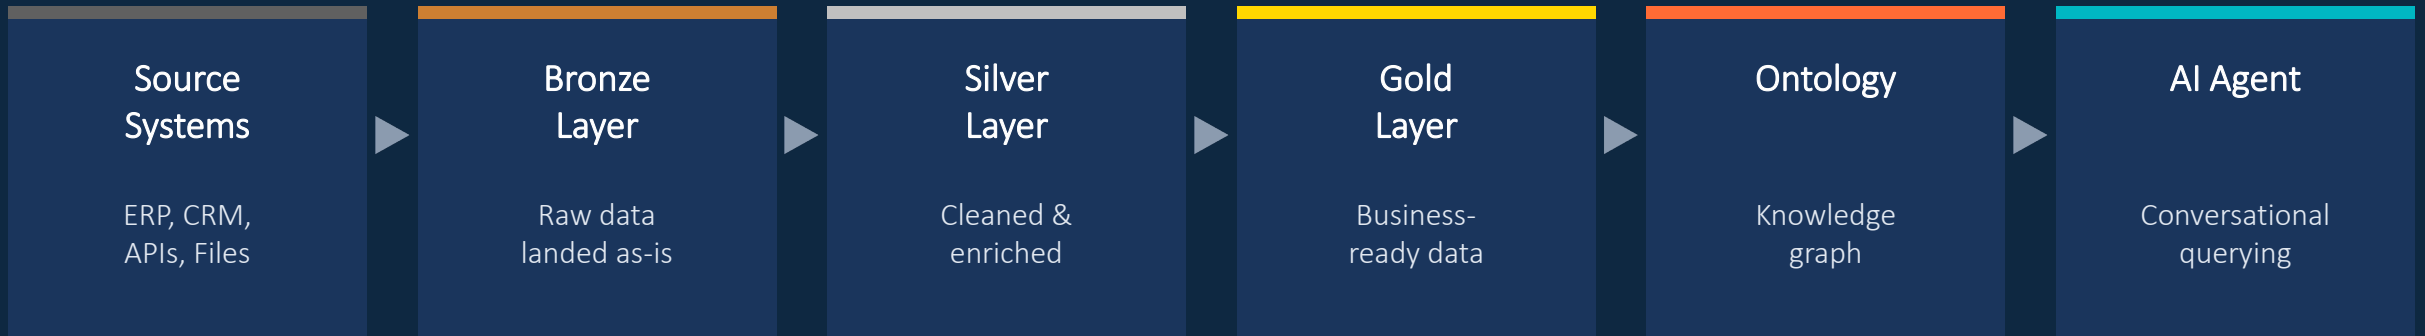 Source
Systems
ERP, CRM,
APIs, Files
Bronze
Layer
Raw data
landed as-is
Silver
Layer
Cleaned &
enriched
Gold
Layer
Business-
ready data
Ontology
Knowledge
graph
AI Agent
Conversational
querying